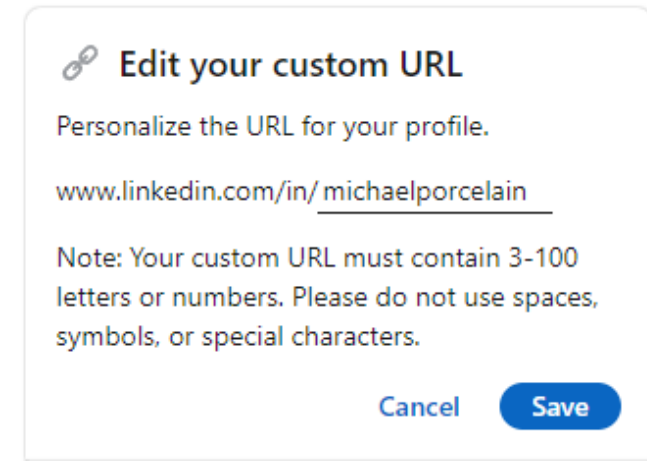 Edit your custom URL
Personalize the URL for your profile.
www.linkedin.com/in/michaelporcelain
Note: Your custom URL must contain 3-100
letters or numbers. Please do not use spaces,
symbols, or special characters.
Cancel Save